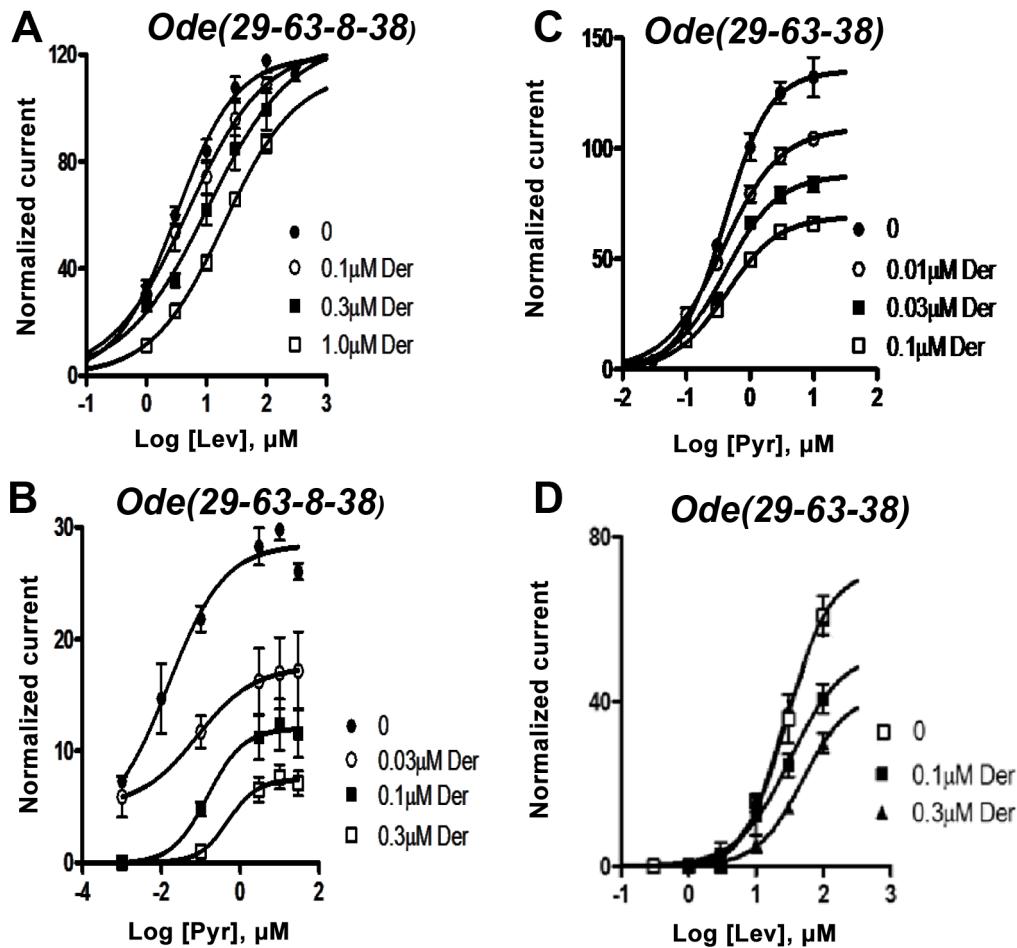 A
Ode(29-63-8-38)
Normalized current
120
80
40
0
-1 0 1 2 3
Log [Lev], µM
0
0.1µM Der
0.3µM Der
1.0µM Der
C
Ode(29-63-38)
Normalized current
150
100
50
0
-2 -1 0 1 2
Log [Pyr], µM
0
0.01µM Der
0.03µM Der
0.1µM Der
B
Ode(29-63-8-38)
Normalized current
30
20
10
0
-4 -2 0 2
Log [Pyr], µM
0
0.03µM Der
0.1µM Der
0.3µM Der
D
Ode(29-63-38)
Normalized current
80
40
0
-1 0 1 2 3
Log [Lev], µM
0
0.1µM Der
0.3µM Der